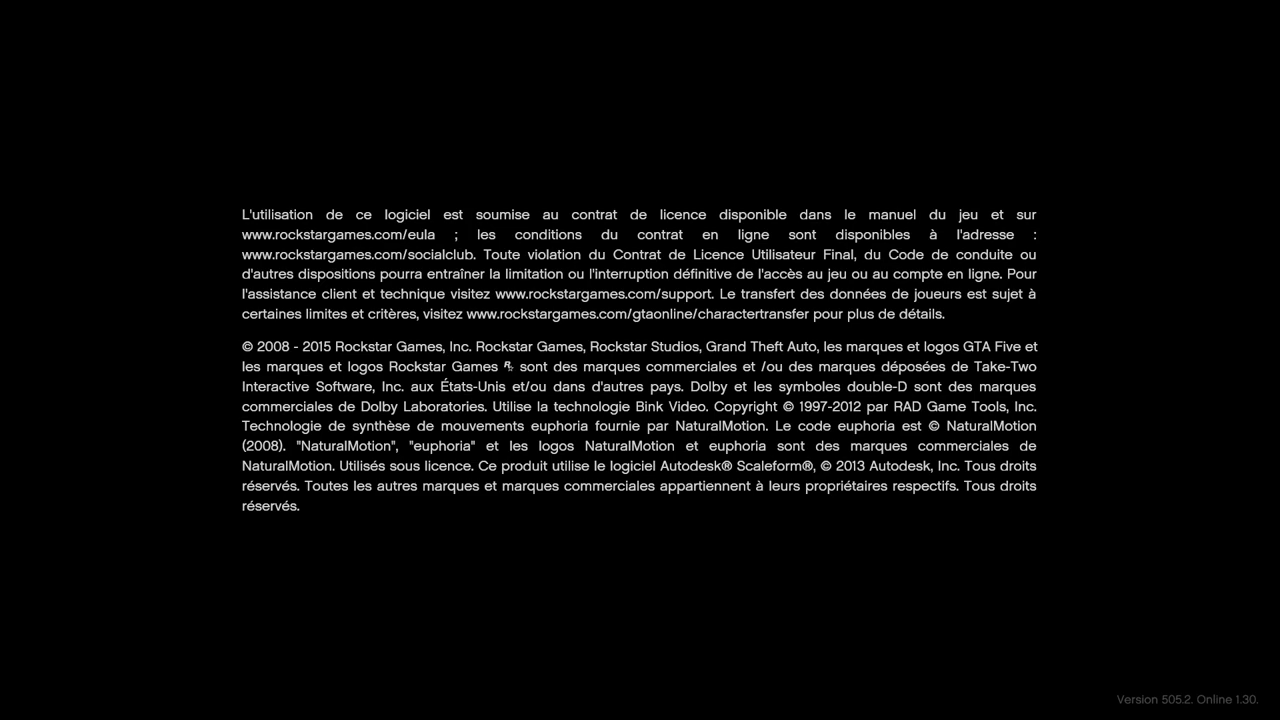 L'utilisation de ce logiciel est soumise au contrat de licence disponible dans le manuel du jeu et sur
www.rockstargames.com/eula ; les conditions du contrat en ligne sont disponibles à l'adresse :
www.rockstargames.com/socialclub. Toute violation du Contrat de Licence Utilisateur Final, du Code de conduite ou
d'autres dispositions pourra entraîner la limitation ou l'interruption définitive de l'accès au jeu ou au compte en ligne. Pour
l'assistance client et technique visitez www.rockstargames.com/support. Le transfert des données de joueurs est sujet à
certaines limites et critères, visitez www.rockstargames.com/gtaonline/charactertransfer pour plus de détails.
© 2008 - 2015 Rockstar Games, Inc. Rockstar Games, Rockstar Studios, Grand Theft Auto, les marques et logos GTA Five et
les marques et logos Rockstar Games R* sont des marques commerciales et /ou des marques déposées de Take-Two
Interactive Software, Inc. aux États-Unis et/ou dans d'autres pays. Dolby et les symboles double-D sont des marques
commerciales de Dolby Laboratories. Utilise la technologie Bink Video. Copyright © 1997-2012 par RAD Game Tools, Inc.
Technologie de synthèse de mouvements euphoria fournie par NaturalMotion. Le code euphoria est © NaturalMotion
(2008). "NaturalMotion", "euphoria" et les logos NaturalMotion et euphoria sont des marques commerciales de
NaturalMotion. Utilisés sous licence. Ce produit utilise le logiciel Autodesk® Scaleform®, © 2013 Autodesk, Inc. Tous droits
réservés. Toutes les autres marques et marques commerciales appartiennent à leurs propriétaires respectifs. Tous droits
réservés.
Version 505.2. Online 1.30.